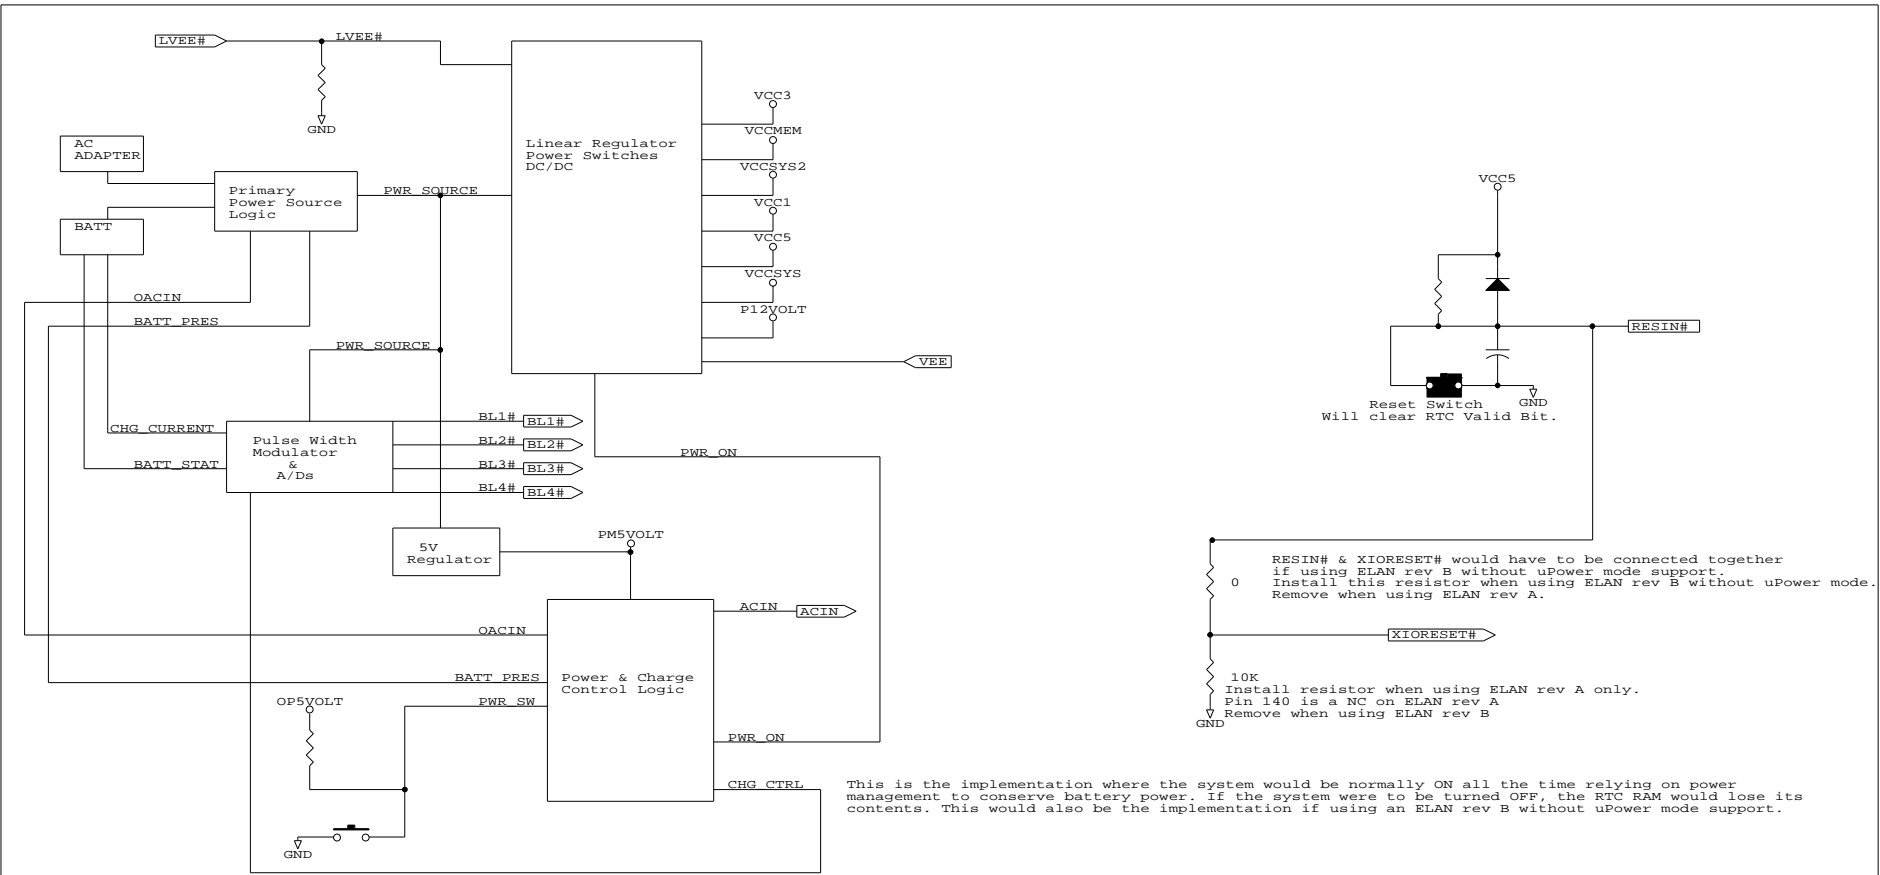 LVEE#
LVEE#
GND
AC
ADAPTER
Primary
Power Source
Logic
PWR_SOURCE
BATT
OACIN
BATT_PRES
PWR_SOURCE
Linear Regulator
Power Switches
DC/DC
VCC3
VCCMEM
VCCSYS2
VCC1
VCC5
VCCSYS
P12VOLT
VEE
CHG_CURRENT
BATT_STAT
Pulse Width
Modulator
&
A/Ds
BL1#
BL1#
BL2#
BL2#
BL3#
BL3#
BL4#
BL4#
PWR_ON
5V
Regulator
PM5VOLT
OACIN
BATT_PRES
PWR_SW
Power & Charge
Control Logic
ACIN
ACIN
PWR_ON
CHG_CTRL
OP5VOLT
GND
VCC5
RESIN#
GND
Reset Switch
Will clear RTC Valid Bit.
0
RESIN# & XIORESET# would have to be connected together
if using ELAN rev B without uPower mode support.
Install this resistor when using ELAN rev B without uPower mode.
Remove when using ELAN rev A.
XIORESET#
10K
Install resistor when using ELAN rev A only.
Pin 140 is a NC on ELAN rev A
Remove when using ELAN rev B
GND
This is the implementation where the system would be normally ON all the time relying on power
management to conserve battery power. If the system were to be turned OFF, the RTC RAM would lose its
contents. This would also be the implementation if using an ELAN rev B without uPower mode support.